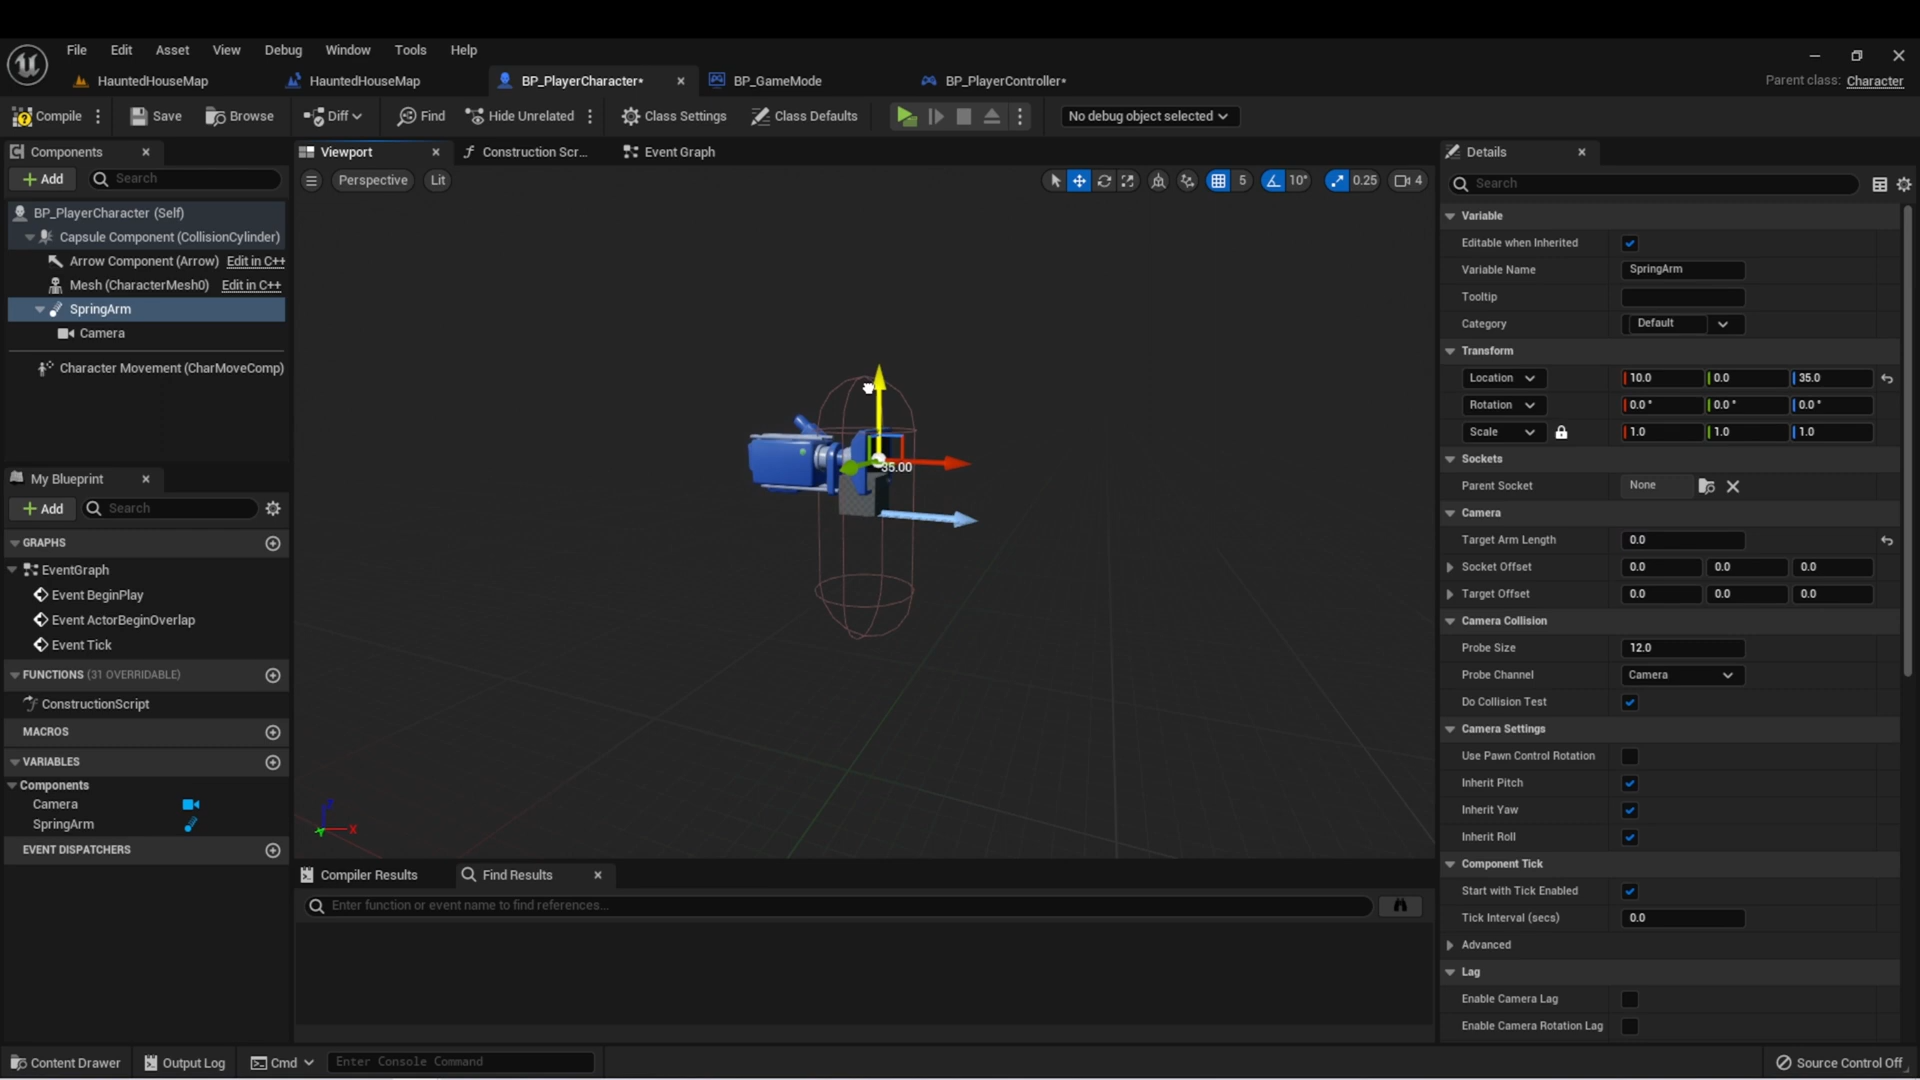 File Edit Asset View Debug Window Tools Help
HauntedHouseMap HauntedHouseMap BP_PlayerCharacter* BP_GameMode BP_PlayerController*
Parent class: Character
Compile Save Browse Diff Find Hide Unrelated Class Settings Class Defaults No debug object selected
Components
Add Search
BP_PlayerCharacter (Self)
Capsule Component (CollisionCylinder)
Arrow Component (Arrow) Edit in C++
Mesh (CharacterMesh0) Edit in C++
SpringArm
Camera
Character Movement (CharMoveComp)
My Blueprint
Add Search
GRAPHS
EventGraph
Event BeginPlay
Event ActorBeginOverlap
Event Tick
FUNCTIONS (31 OVERRIDABLE)
ConstructionScript
MACROS
VARIABLES
Components
Camera
SpringArm
EVENT DISPATCHERS
Viewport Construction Scr... Event Graph
Perspective Lit 5 10° 0.25 4
35.00
Z
X
Y
Compiler Results Find Results
Enter function or event name to find references...
Details
Search
Variable
Editable when Inherited
Variable Name SpringArm
Tooltip
Category Default
Transform
Location 10.0 0.0 35.0
Rotation 0.0° 0.0° 0.0°
Scale 1.0 1.0 1.0
Sockets
Parent Socket None
Camera
Target Arm Length 0.0
Socket Offset 0.0 0.0 0.0
Target Offset 0.0 0.0 0.0
Camera Collision
Probe Size 12.0
Probe Channel Camera
Do Collision Test
Camera Settings
Use Pawn Control Rotation
Inherit Pitch
Inherit Yaw
Inherit Roll
Component Tick
Start with Tick Enabled
Tick Interval (secs) 0.0
Advanced
Lag
Enable Camera Lag
Enable Camera Rotation Lag
Content Drawer Output Log Cmd Enter Console Command Source Control Off